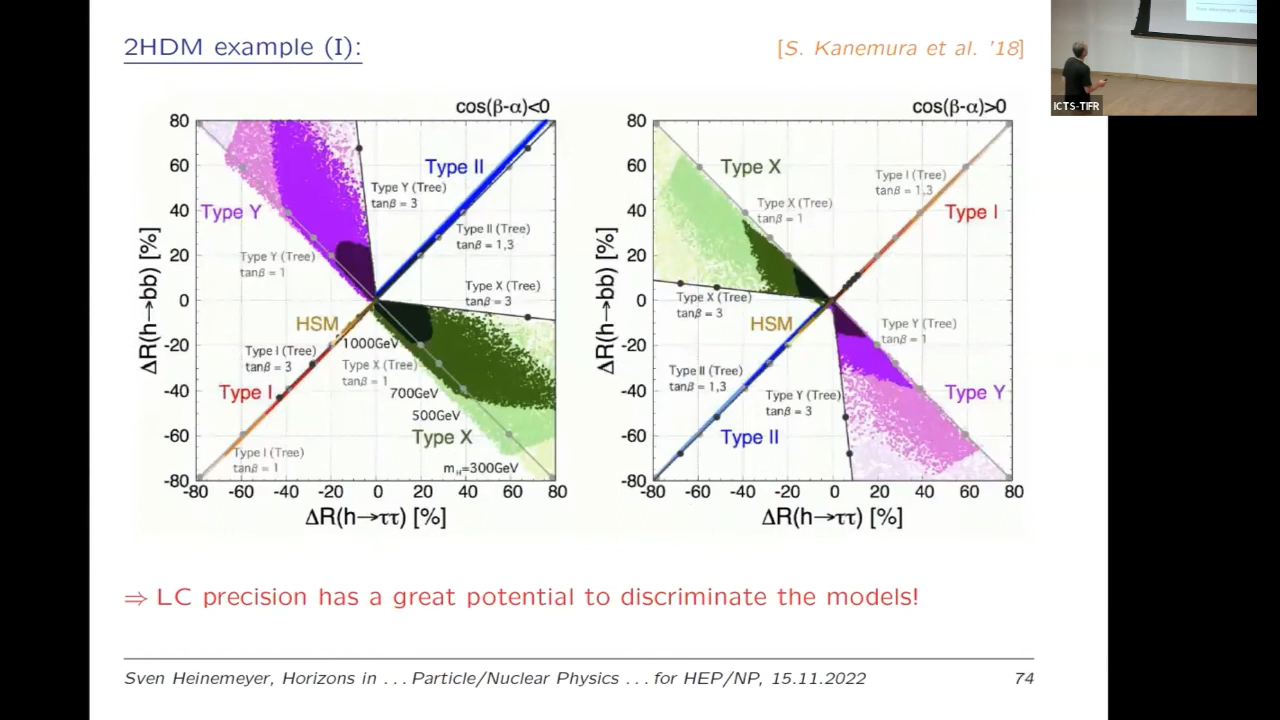 2HDM example (I):
[S. Kanemura et al. '18]
cos(β-α)<0
80
60
40
20
0
-20
-40
-60
-80
ΔR(h→bb) [%]
Type II
Type Y (Tree)
tanβ = 3
Type Y
Type II (Tree)
tanβ = 1,3
Type Y (Tree)
tanβ = 1
Type X (Tree)
tanβ = 3
HSM
1000GeV
Type I (Tree)
tanβ = 3
Type X (Tree)
tanβ = 1
Type I
700GeV
500GeV
Type X
Type I (Tree)
tanβ = 1
mH=300GeV
-80 -60 -40 -20 0 20 40 60 80
ΔR(h→ττ) [%]
cos(β-α)>0
80
60
40
20
0
-20
-40
-60
-80
ΔR(h→bb) [%]
Type X
Type I (Tree)
tanβ = 1,3
Type X (Tree)
tanβ = 1
Type I
Type X (Tree)
tanβ = 3
HSM
Type Y (Tree)
tanβ = 1
Type II (Tree)
tanβ = 1,3
Type Y (Tree)
tanβ = 3
Type Y
Type II
-80 -60 -40 -20 0 20 40 60 80
ΔR(h→ττ) [%]
⇒ LC precision has a great potential to discriminate the models!
Sven Heinemeyer, Horizons in ... Particle/Nuclear Physics ... for HEP/NP, 15.11.2022
74
ICTS-TIFR